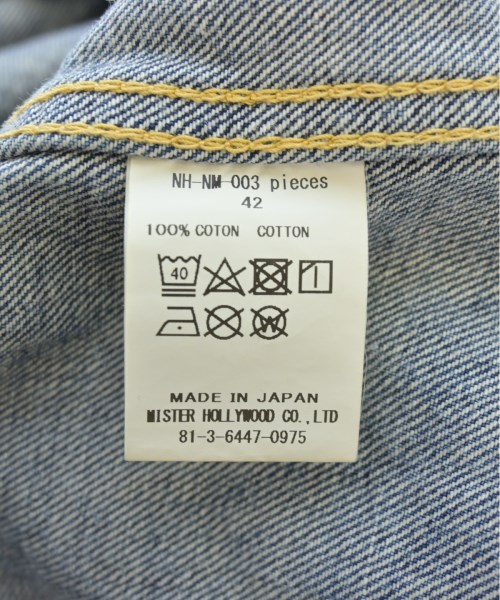 NH-NM-003 pieces
42
100% COTON COTTON
40
W
MADE IN JAPAN
MISTER HOLLYWOOD CO.,LTD
81-3-6447-0975